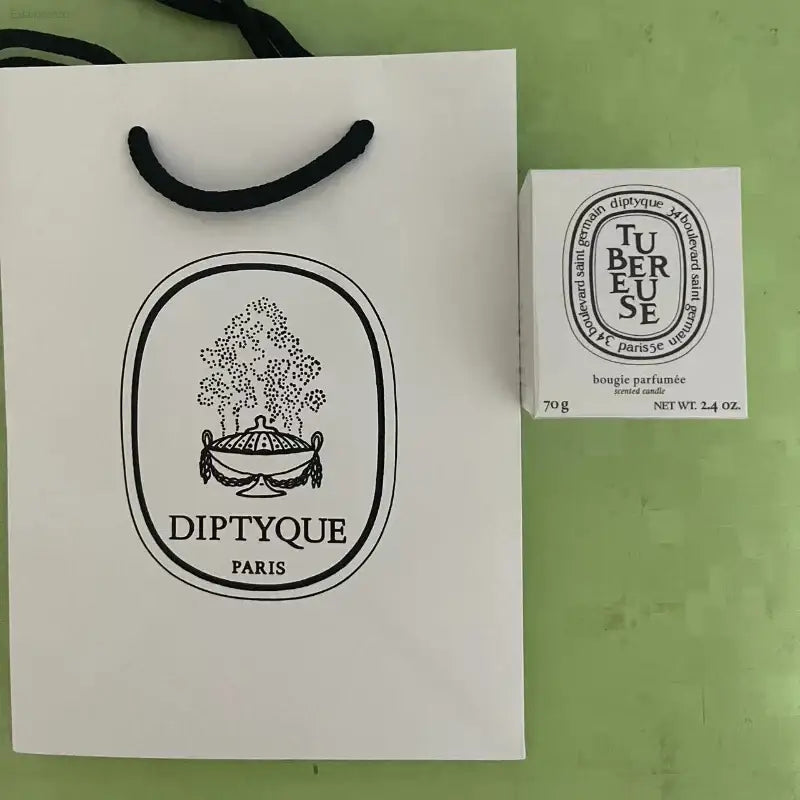 DIPTYQUE
PARIS
diptyque 34 boulevard saint germain
parisse 34 boulevard saint germain
TU
BER
EU
SE
bougie parfumée
scented candle
70 g
NET WT. 2.4 OZ.